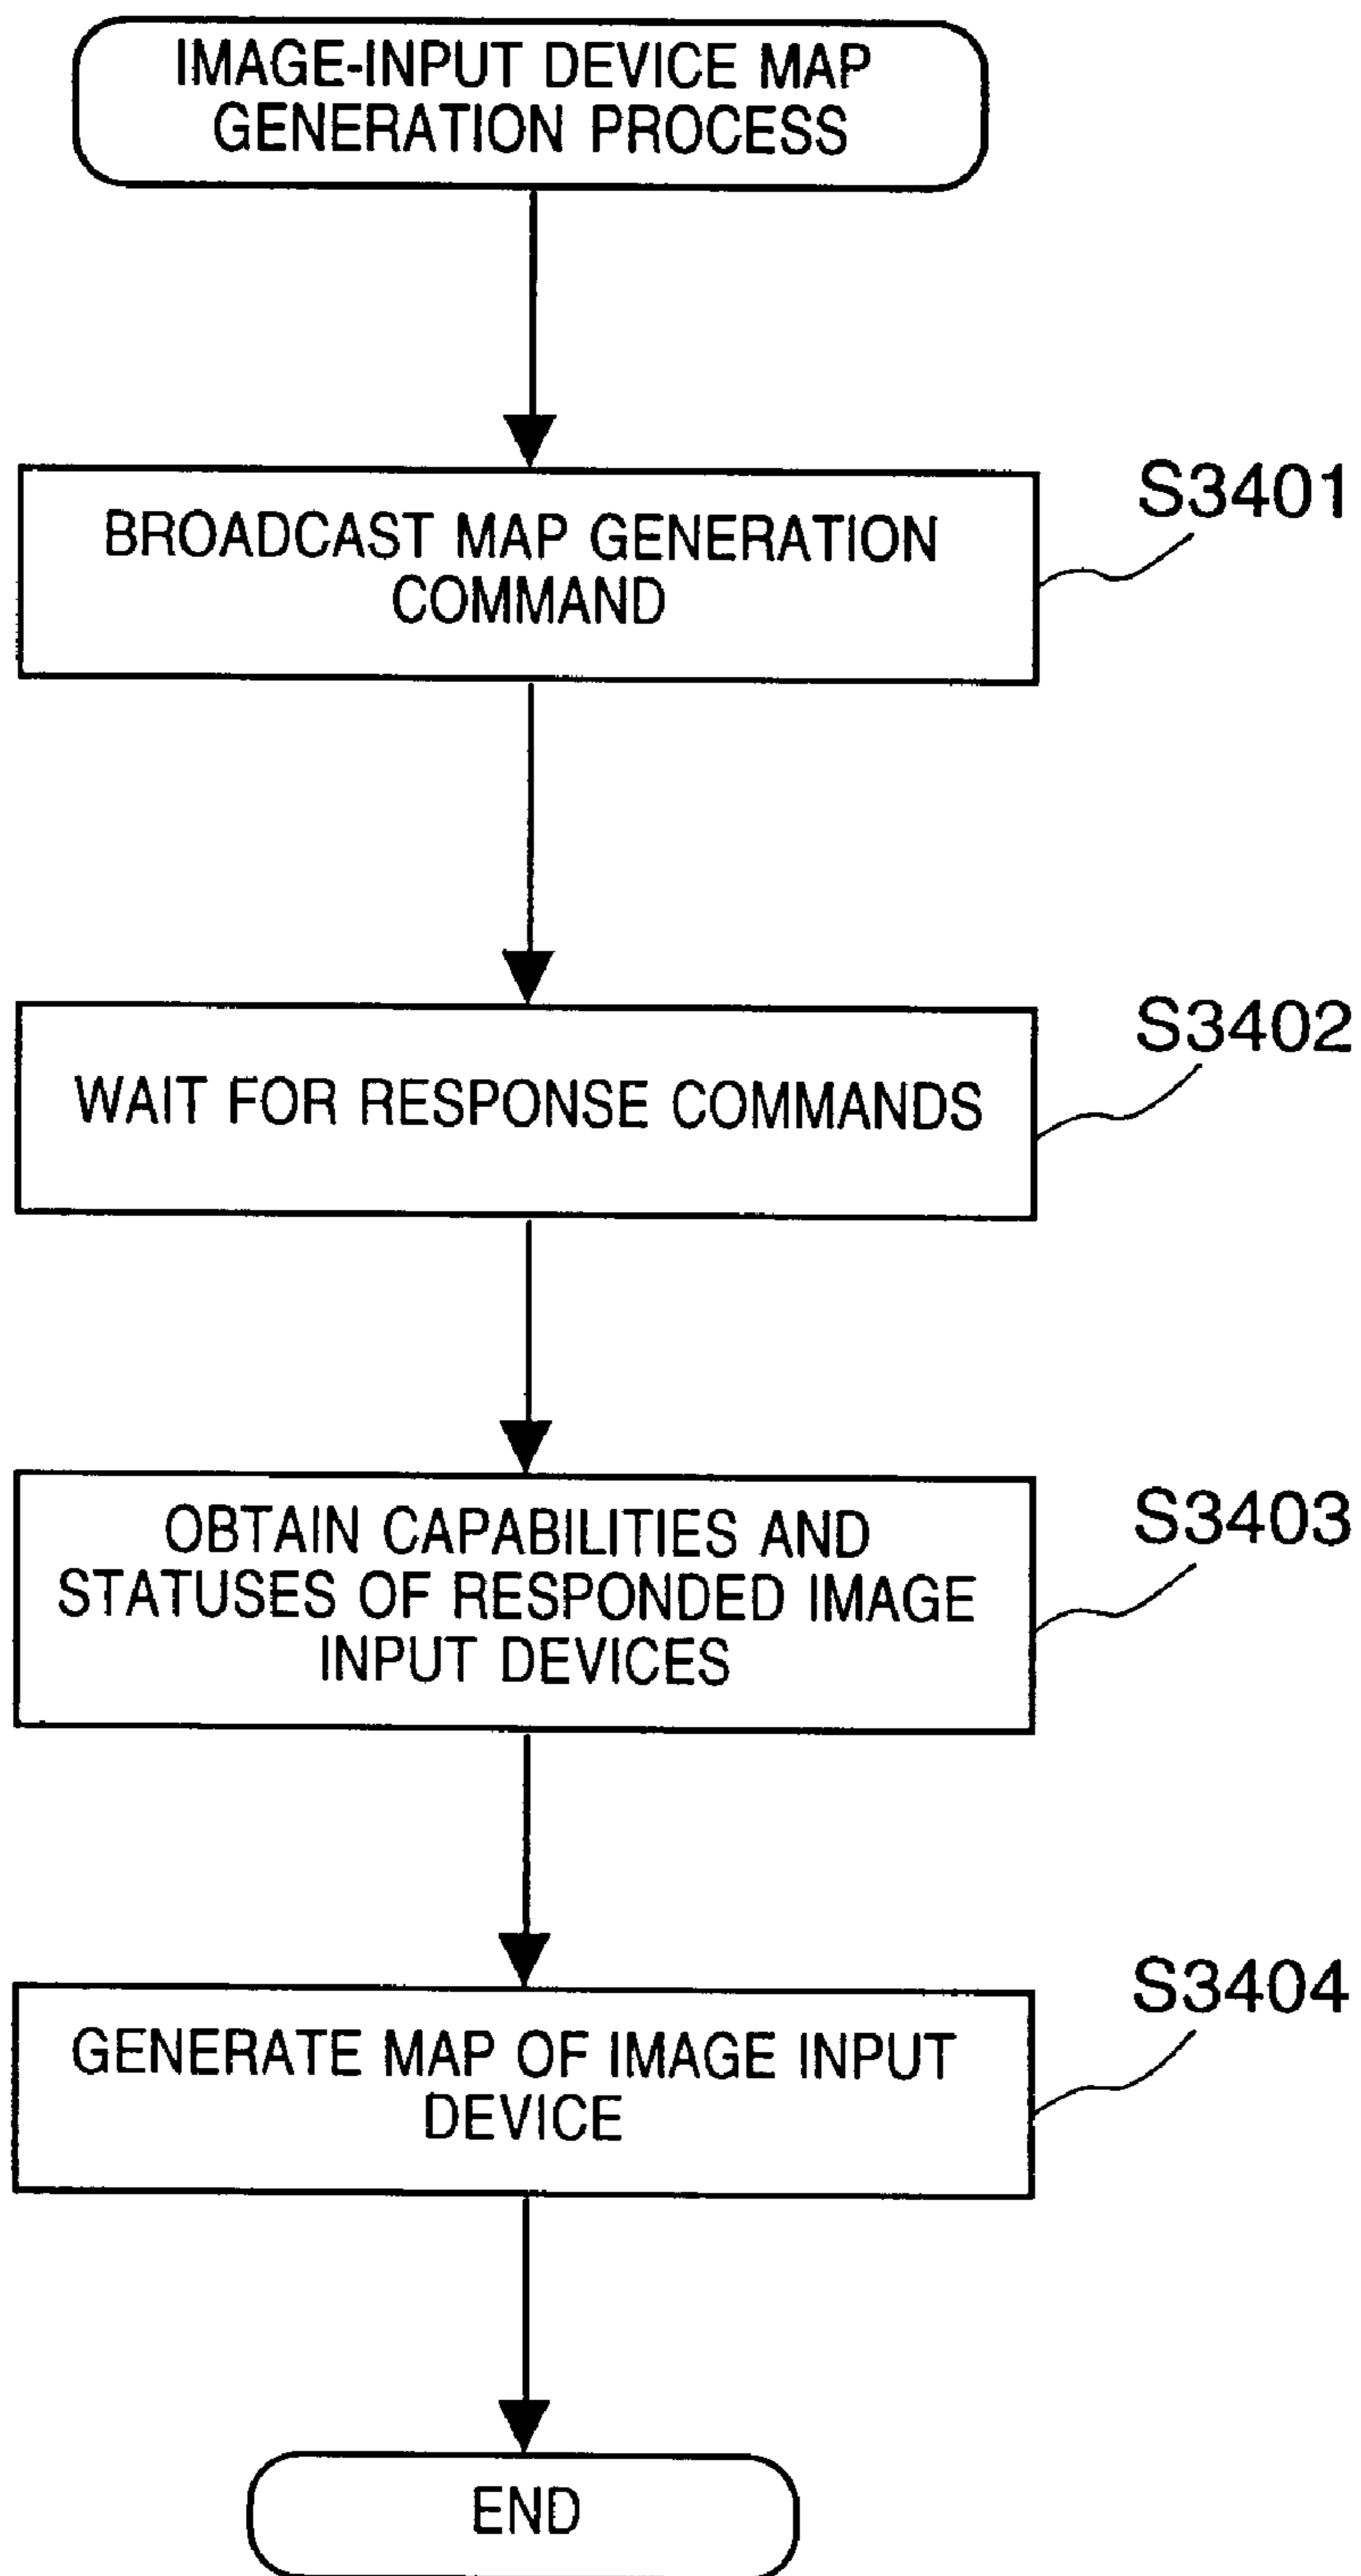 IMAGE-INPUT DEVICE MAP
GENERATION PROCESS
S3401
BROADCAST MAP GENERATION
COMMAND
S3402
WAIT FOR RESPONSE COMMANDS
S3403
OBTAIN CAPABILITIES AND
STATUSES OF RESPONDED IMAGE
INPUT DEVICES
S3404
GENERATE MAP OF IMAGE INPUT
DEVICE
END